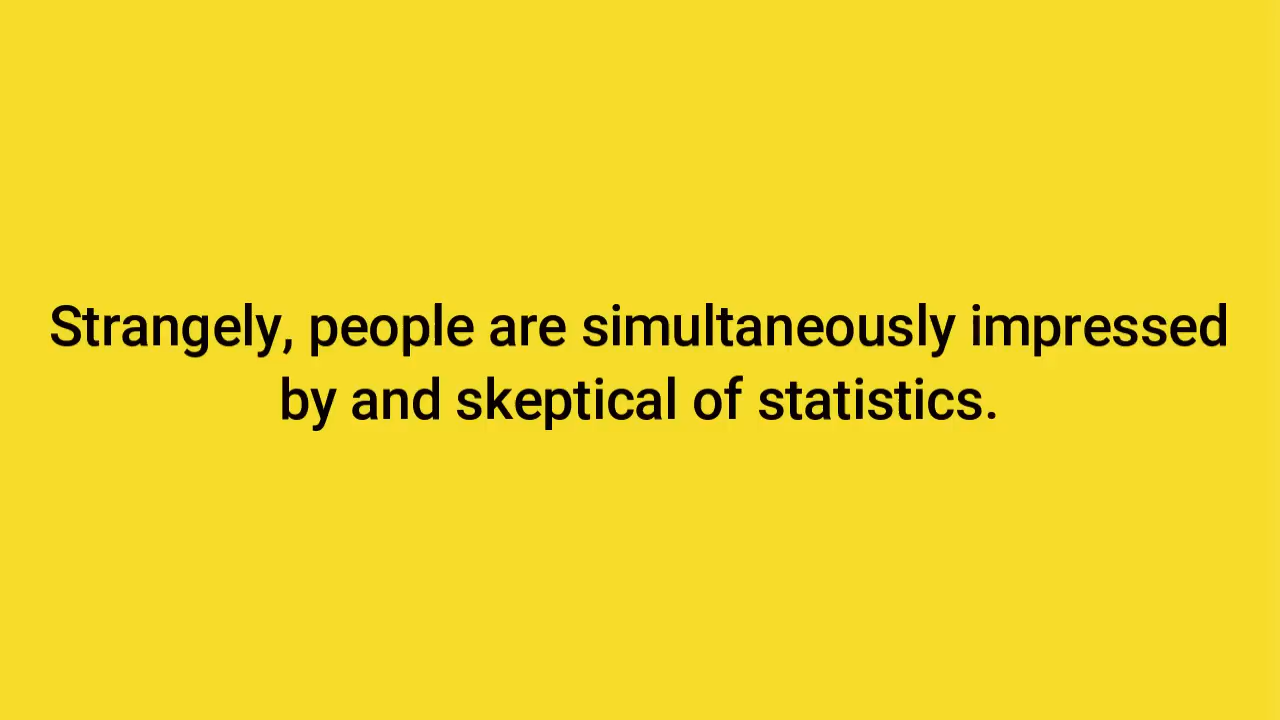 Strangely, people are simultaneously impressed
by and skeptical of statistics.